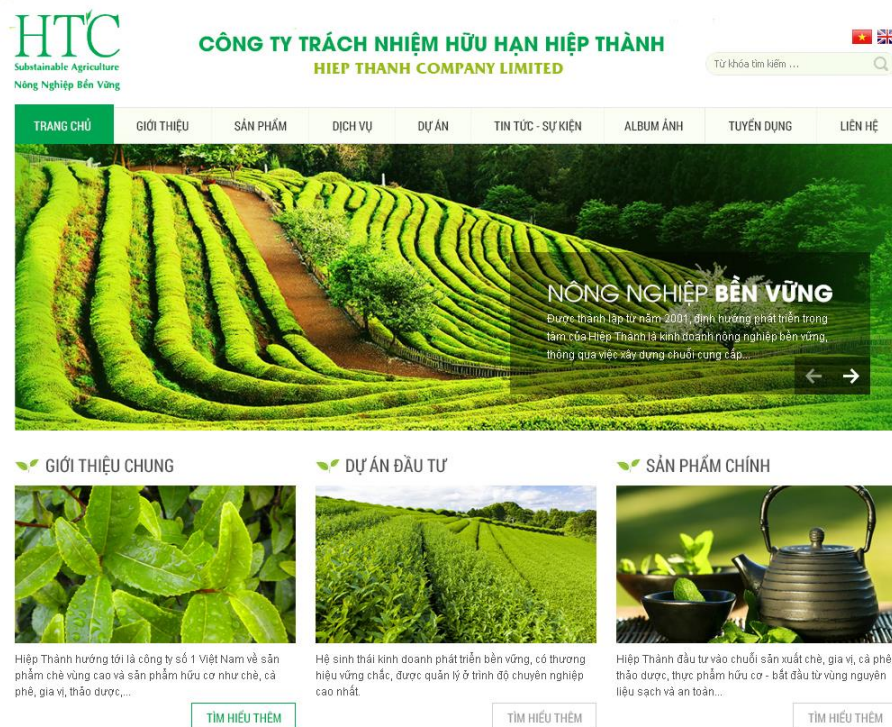 HTC
Substainable Agriculture
Nông Nghiệp Bền Vững
CÔNG TY TRÁCH NHIỆM HỮU HẠN HIỆP THÀNH
HIEP THANH COMPANY LIMITED
Từ khóa tìm kiếm ...
TRANG CHỦ GIỚI THIỆU SẢN PHẨM DỊCH VỤ DỰ ÁN TIN TỨC - SỰ KIỆN ALBUM ẢNH TUYỂN DỤNG LIÊN HỆ
NÔNG NGHIỆP BỀN VỮNG
Được thành lập từ năm 2001, định hướng phát triển trọng
tâm của Hiệp Thành là kinh doanh nông nghiệp bền vững,
thông qua việc xây dựng chuỗi cung cấp...
GIỚI THIỆU CHUNG
Hiệp Thành hướng tới là công ty số 1 Việt Nam về sản
phẩm chè vùng cao và sản phẩm hữu cơ như chè, cà
phê, gia vị, thảo dược,...
TÌM HIỂU THÊM
DỰ ÁN ĐẦU TƯ
Hệ sinh thái kinh doanh phát triển bền vững, có thương
hiệu vững chắc, được quản lý ở trình độ chuyên nghiệp
cao nhất.
TÌM HIỂU THÊM
SẢN PHẨM CHÍNH
Hiệp Thành đầu tư vào chuỗi sản xuất chè, gia vị, cà phê
thảo dược, thực phẩm hữu cơ - bắt đầu từ vùng nguyên
liệu sạch và an toàn...
TÌM HIỂU THÊM